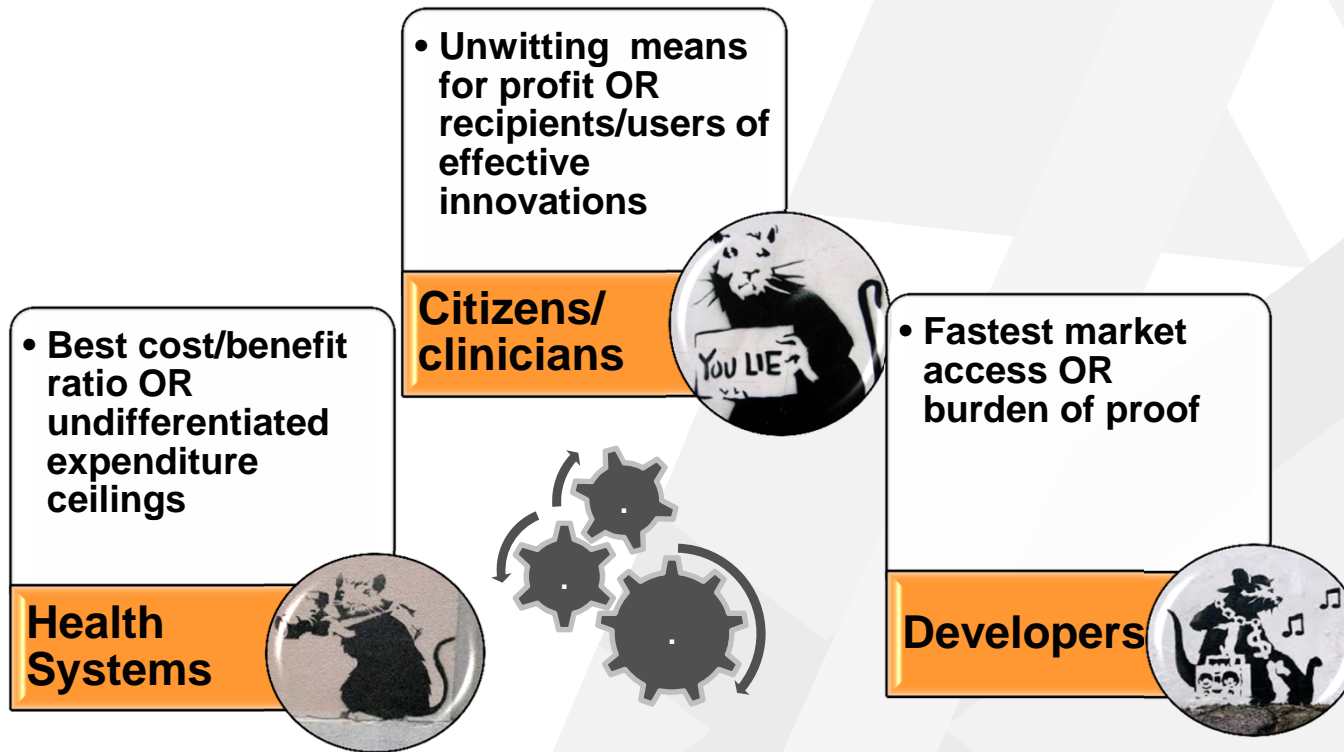 • Unwitting means
for profit OR
recipients/users of
effective
innovations
Citizens/
clinicians
YOU LIE
• Best cost/benefit
ratio OR
undifferentiated
expenditure
ceilings
Health
Systems
• Fastest market
access OR
burden of proof
Developers